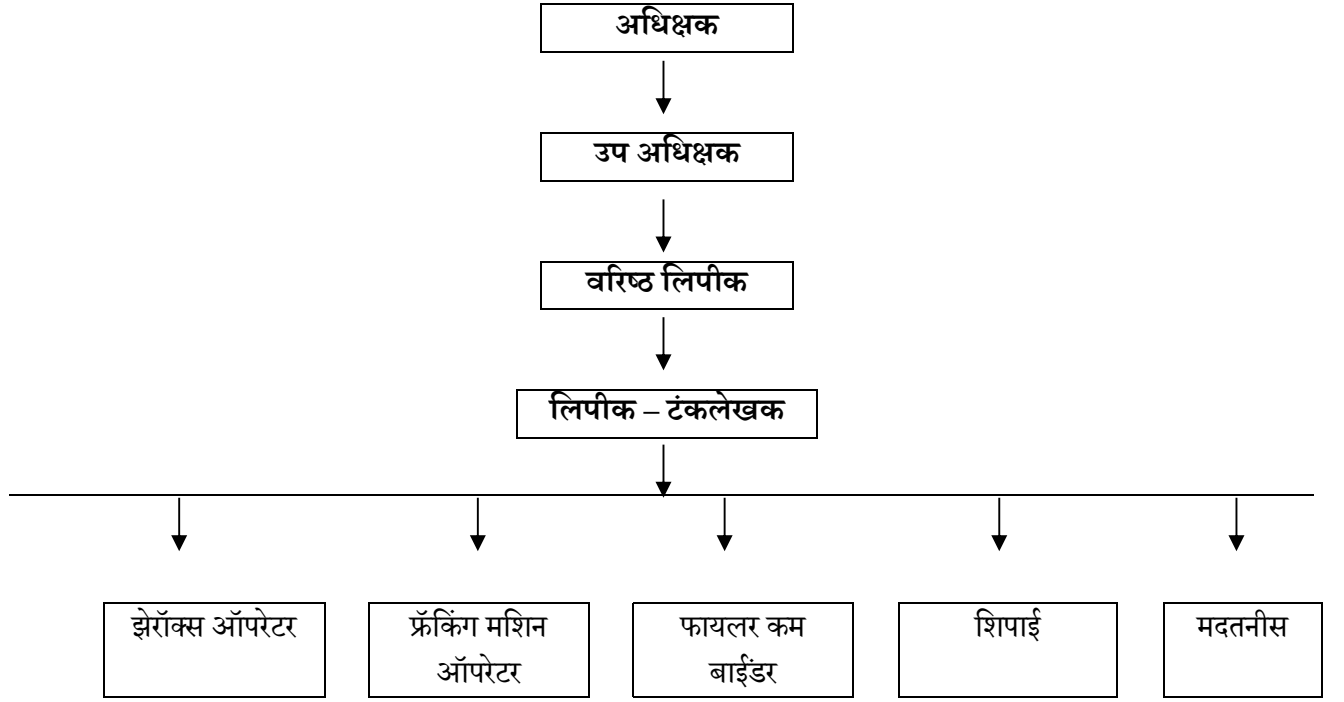 अधिक्षक
उप अधिक्षक
वरिष्ठ लिपीक
लिपीक – टंकलेखक
झेरॉक्स ऑपरेटर
फ्रॅकिंग मशिन
ऑपरेटर
फायलर कम
बाईंडर
शिपाई
मदतनीस